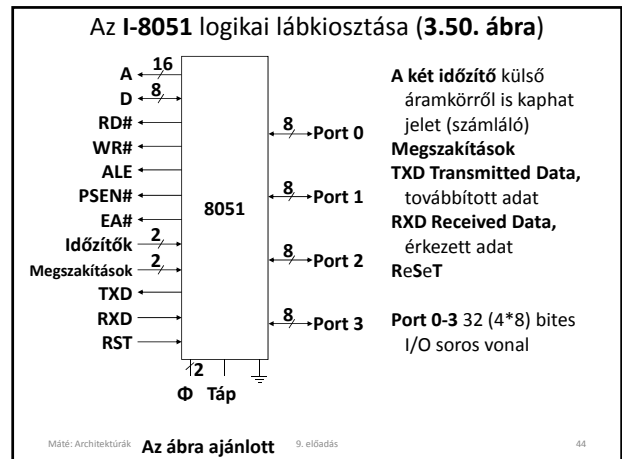 Az I-8051 logikai lábkiosztása (3.50. ábra)
A 16
D 8
RD#
WR#
ALE
PSEN#
EA#
Időzítők 2
Megszakítások 2
TXD
RXD
RST
8051
8 Port 0
8 Port 1
8 Port 2
8 Port 3
2
Φ Táp
A két időzítő külső
áramkörről is kaphat
jelet (számláló)
Megszakítások
TXD Transmitted Data,
továbbított adat
RXD Received Data,
érkezett adat
ReSeT
Port 0-3 32 (4*8) bites
I/O soros vonal
Máté: Architektúrák Az ábra ajánlott 9. előadás 44